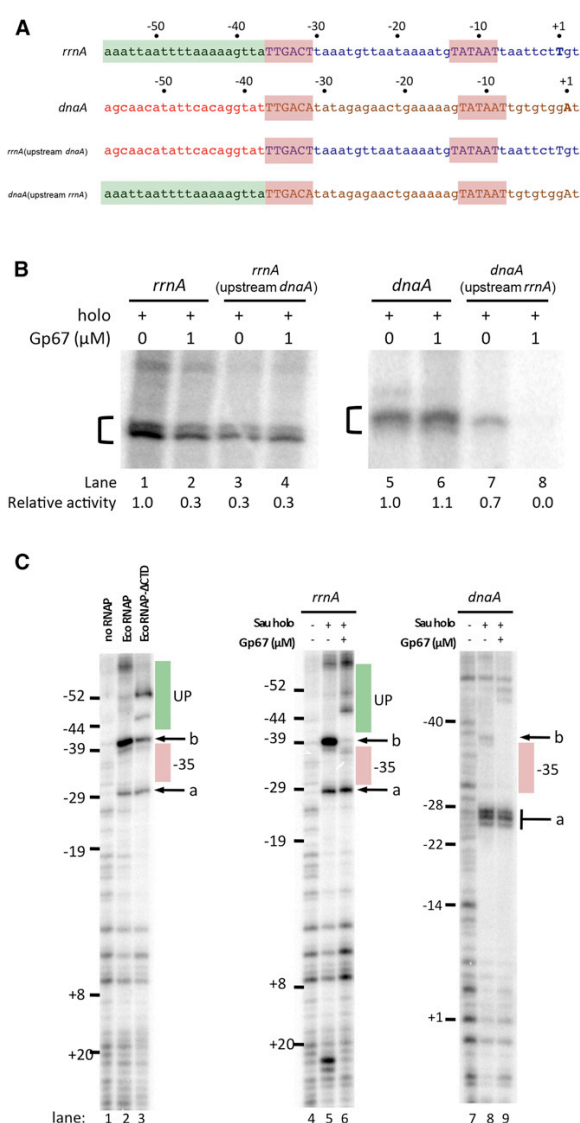 A
-50 -40 -30 -20 -10 +1
rrnA aaattaattttaaaaagttaTTGACTtaaatgttaataaaatgTATAATtaattctTgt
-50 -40 -30 -20 -10 +1
dnaA agcaacatattcacaggtatTTGACAtatagagaactgaaaaagTATAATtgtgtggAt
rrnA(upstream dnaA) agcaacatattcacaggtatTTGACTtaaatgttaataaaatgTATAATtaattctTgt
dnaA(upstream rrnA) aaattaattttaaaaagttaTTGACAtatagagaactgaaaaagTATAATtgtgtggAt
B
rrnA rrnA (upstream dnaA) dnaA dnaA (upstream rrnA)
holo + + + + + + + +
Gp67 (µM) 0 1 0 1 0 1 0 1
Lane 1 2 3 4 5 6 7 8
Relative activity 1.0 0.3 0.3 0.3 1.0 1.1 0.7 0.0
C
no RNAP
Eco RNAP
Eco RNAP-ΔCTD
-52
-44
-39
-29
-19
+8
+20
UP
b
-35
a
rrnA
Sau holo - + +
Gp67 (µM) +
-52
-44
-39
-29
-19
+8
+20
UP
b
-35
a
dnaA
Sau holo - + +
Gp67 (µM) - - +
-40
-28
-22
-14
+1
b
-35
a
lane: 1 2 3 4 5 6 7 8 9